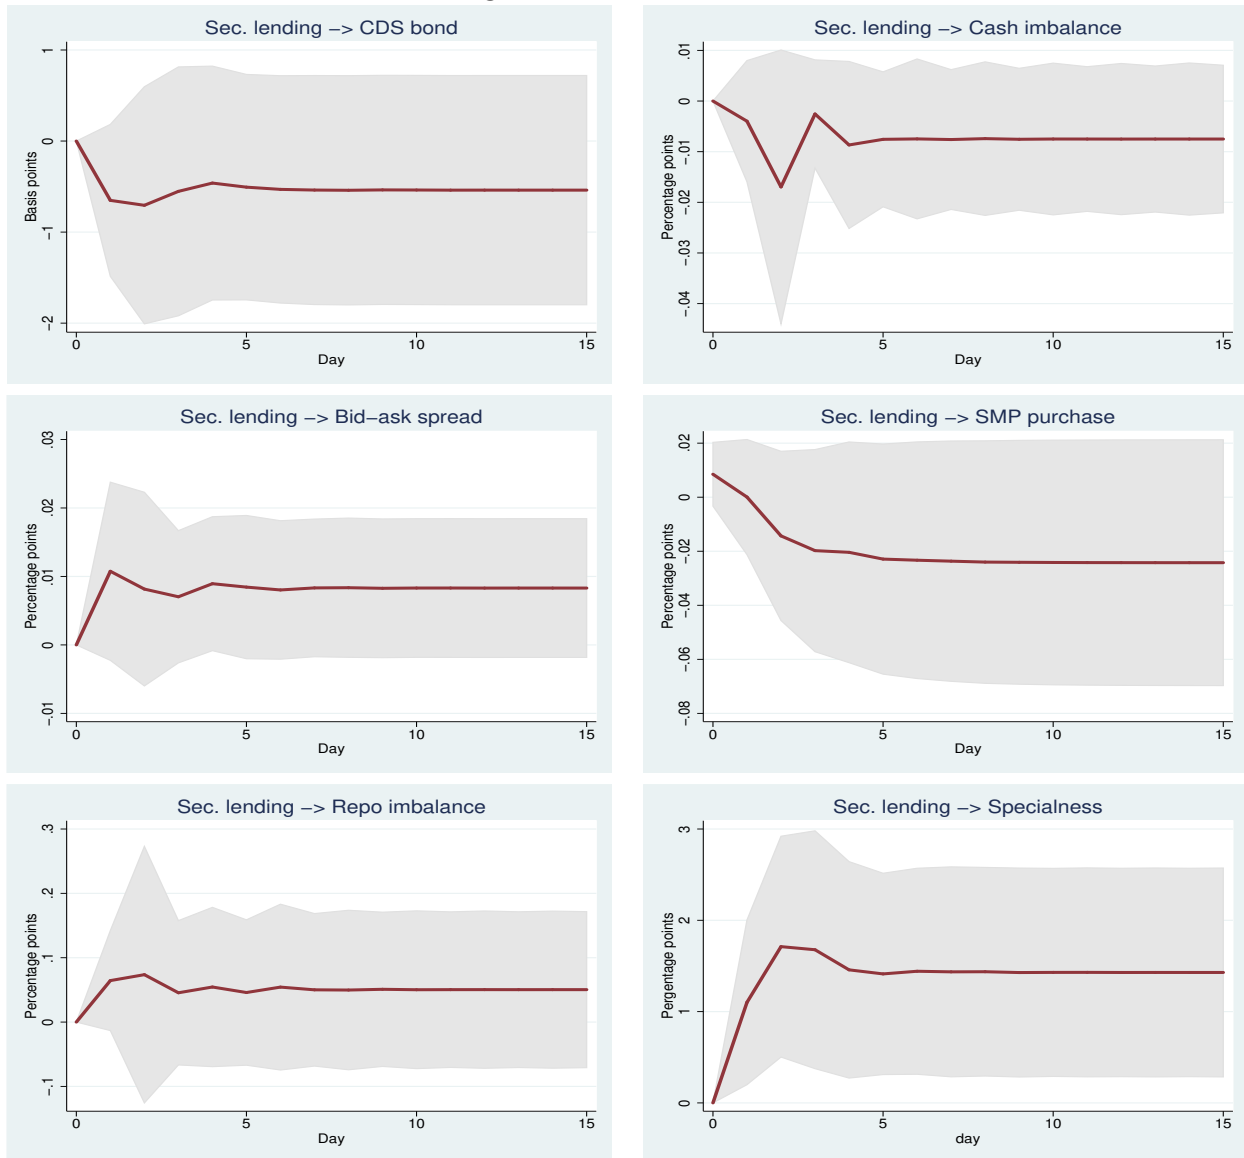 Sec. lending −> CDS bond
Basis points
1
0
−1
−2
0 5 10 15
Day
Sec. lending −> Cash imbalance
Percentage points
.01
0
−.01
−.02
−.03
−.04
0 5 10 15
Day
Sec. lending −> Bid−ask spread
Percentage points
.03
.02
.01
0
−.01
0 5 10 15
Day
Sec. lending −> SMP purchase
Percentage points
.02
0
−.02
−.04
−.06
−.08
0 5 10 15
Day
Sec. lending −> Repo imbalance
Percentage points
.3
.2
.1
0
−.1
0 5 10 15
Day
Sec. lending −> Specialness
Pergentage points
3
2
1
0
0 5 10 15
day